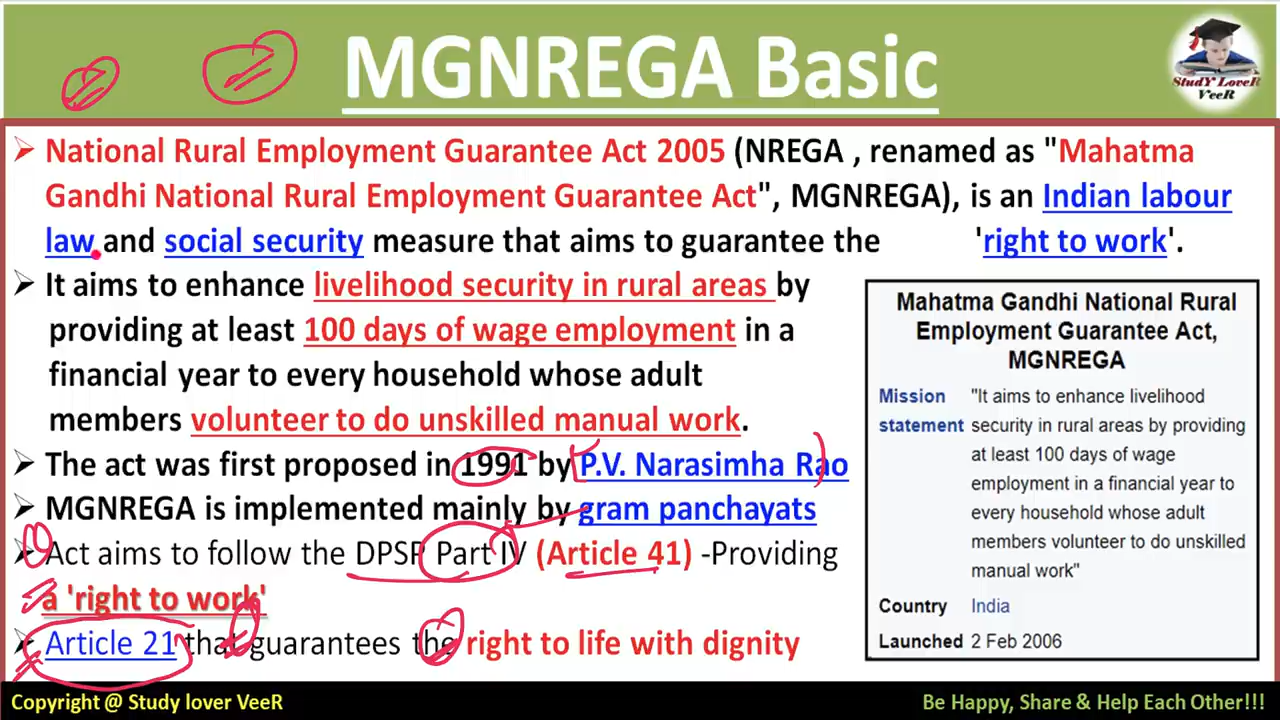 MGNREGA Basic
StudY LoveR
VeeR
➢ National Rural Employment Guarantee Act 2005 (NREGA , renamed as "Mahatma
Gandhi National Rural Employment Guarantee Act", MGNREGA), is an Indian labour
law and social security measure that aims to guarantee the 'right to work'.
➢ It aims to enhance livelihood security in rural areas by
providing at least 100 days of wage employment in a
financial year to every household whose adult
members volunteer to do unskilled manual work.
➢ The act was first proposed in 1991 by P.V. Narasimha Rao
➢ MGNREGA is implemented mainly by gram panchayats
➢ Act aims to follow the DPSP Part IV (Article 41) -Providing
a 'right to work'
➢ Article 21 that guarantees the right to life with dignity
Mahatma Gandhi National Rural
Employment Guarantee Act,
MGNREGA
Mission "It aims to enhance livelihood
statement security in rural areas by providing
at least 100 days of wage
employment in a financial year to
every household whose adult
members volunteer to do unskilled
manual work"
Country India
Launched 2 Feb 2006
Copyright @ Study lover VeeR
Be Happy, Share & Help Each Other!!!